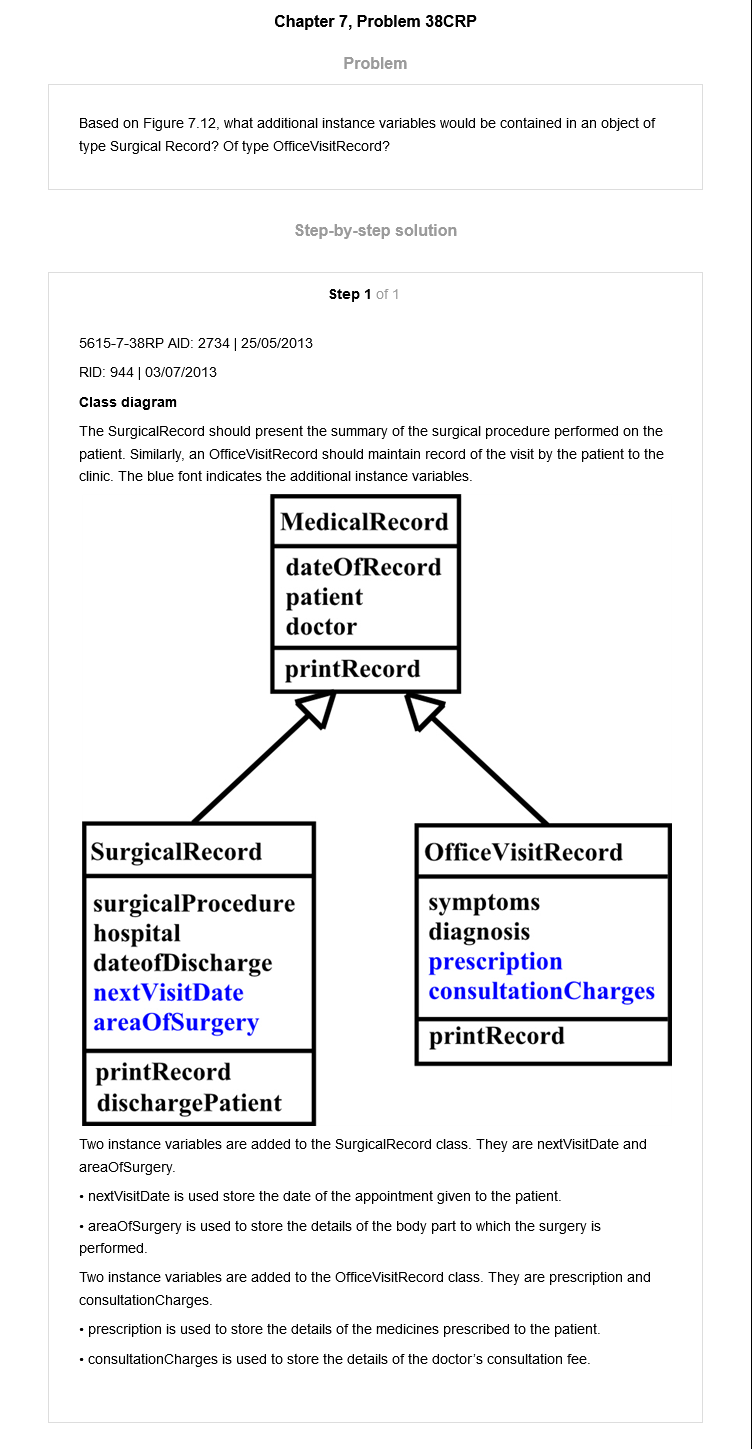 Chapter 7, Problem 38CRP
Problem
Based on Figure 7.12, what additional instance variables would be contained in an object of
type Surgical Record? Of type OfficeVisitRecord?
Step-by-step solution
Step 1 of 1
5615-7-38RP AID: 2734 | 25/05/2013
RID: 944 | 03/07/2013
Class diagram
The SurgicalRecord should present the summary of the surgical procedure performed on the
patient. Similarly, an OfficeVisitRecord should maintain record of the visit by the patient to the
clinic. The blue font indicates the additional instance variables.
MedicalRecord
dateOfRecord
patient
doctor
printRecord
SurgicalRecord
surgicalProcedure
hospital
dateofDischarge
nextVisitDate
areaOfSurgery
printRecord
dischargePatient
OfficeVisitRecord
symptoms
diagnosis
prescription
consultationCharges
printRecord
Two instance variables are added to the SurgicalRecord class. They are nextVisitDate and
areaOfSurgery.
• nextVisitDate is used store the date of the appointment given to the patient.
• areaOfSurgery is used to store the details of the body part to which the surgery is
performed.
Two instance variables are added to the OfficeVisitRecord class. They are prescription and
consultationCharges.
• prescription is used to store the details of the medicines prescribed to the patient.
• consultationCharges is used to store the details of the doctor's consultation fee.